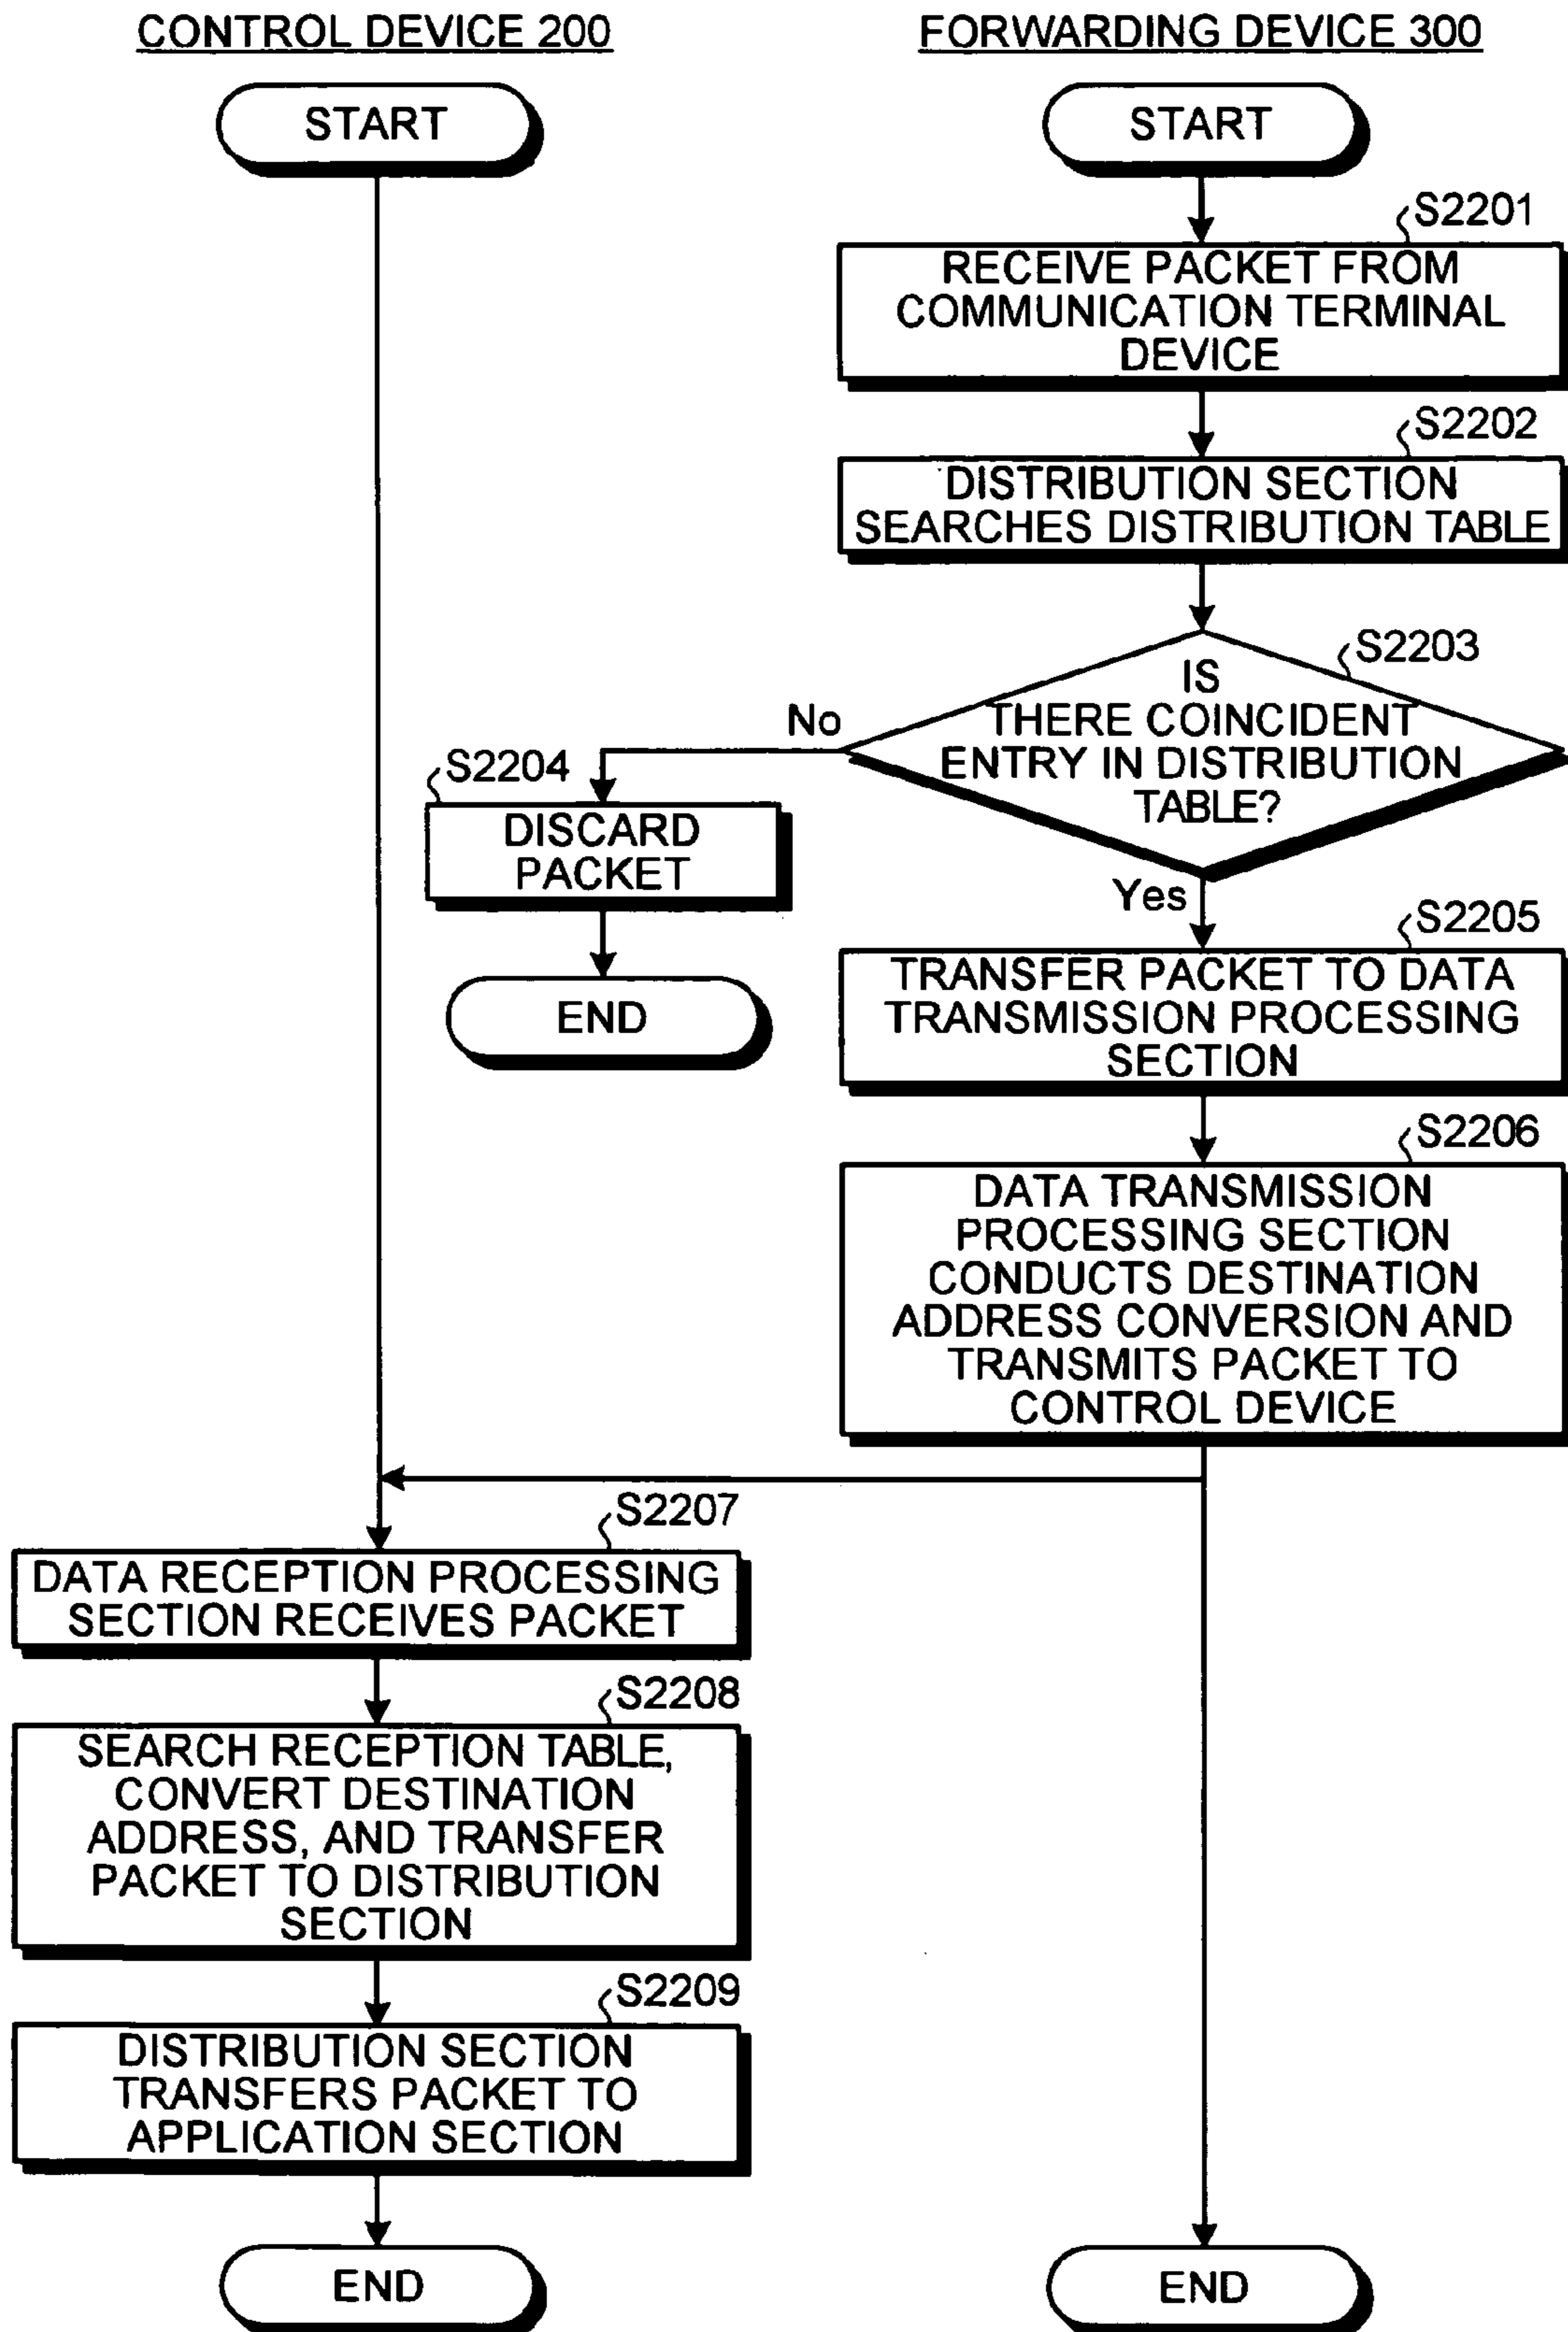 CONTROL DEVICE 200
FORWARDING DEVICE 300
START
START
S2201
RECEIVE PACKET FROM
COMMUNICATION TERMINAL
DEVICE
S2202
DISTRIBUTION SECTION
SEARCHES DISTRIBUTION TABLE
S2203
IS
THERE COINCIDENT
ENTRY IN DISTRIBUTION
TABLE?
No
S2204
DISCARD
PACKET
END
Yes
S2205
TRANSFER PACKET TO DATA
TRANSMISSION PROCESSING
SECTION
S2206
DATA TRANSMISSION
PROCESSING SECTION
CONDUCTS DESTINATION
ADDRESS CONVERSION AND
TRANSMITS PACKET TO
CONTROL DEVICE
S2207
DATA RECEPTION PROCESSING
SECTION RECEIVES PACKET
S2208
SEARCH RECEPTION TABLE,
CONVERT DESTINATION
ADDRESS, AND TRANSFER
PACKET TO DISTRIBUTION
SECTION
S2209
DISTRIBUTION SECTION
TRANSFERS PACKET TO
APPLICATION SECTION
END
END